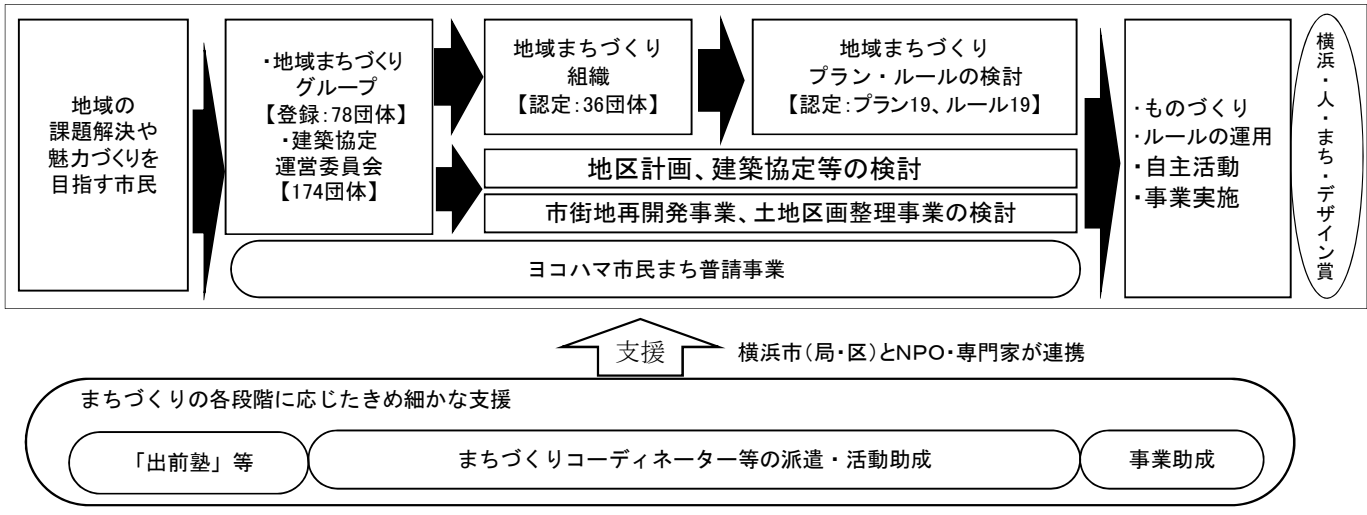 地域の
課題解決や
魅力づくりを
目指す市民
・地域まちづくり
グループ
【登録：78団体】
・建築協定
運営委員会
【174団体】
地域まちづくり
組織
【認定：36団体】
地域まちづくり
プラン・ルールの検討
【認定：プラン19、ルール19】
地区計画、建築協定等の検討
市街地再開発事業、土地区画整理事業の検討
ヨコハマ市民まち普請事業
・ものづくり
・ルールの運用
・自主活動
・事業実施
横浜・人・まち・デザイン賞
支援
横浜市（局・区）とNPO・専門家が連携
まちづくりの各段階に応じたきめ細かな支援
「出前塾」等
まちづくりコーディネーター等の派遣・活動助成
事業助成